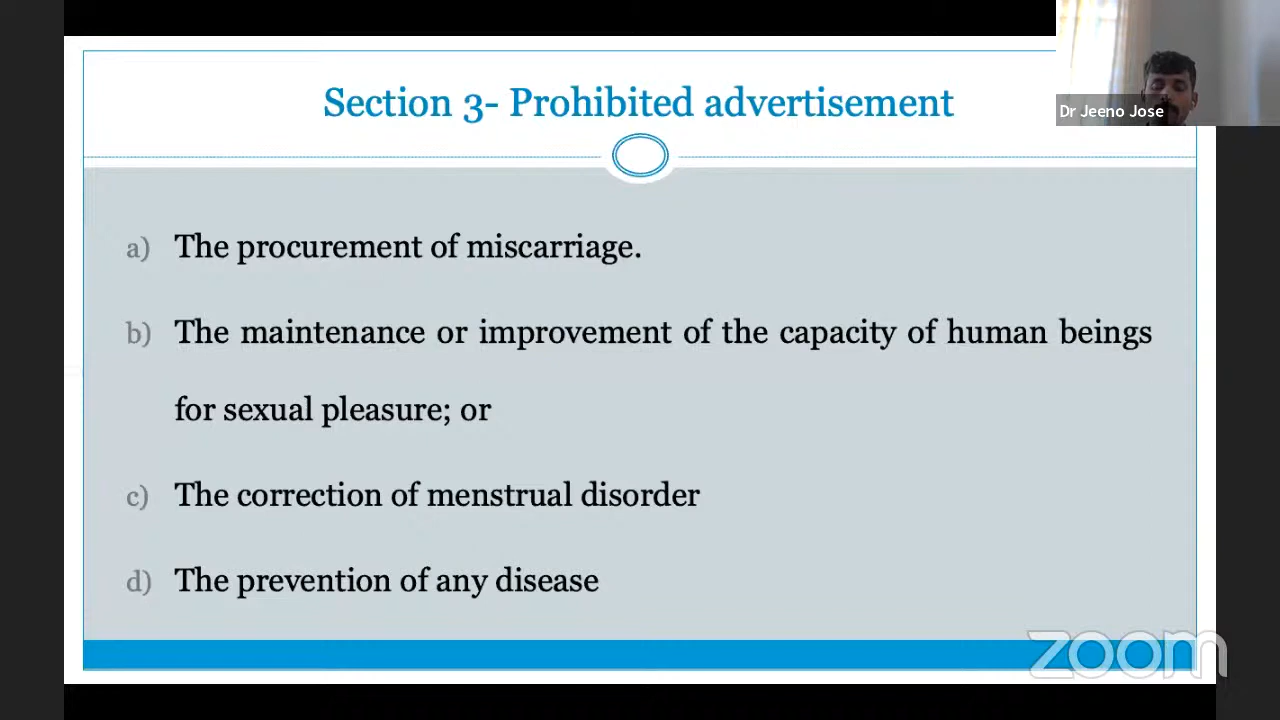 Section 3- Prohibited advertisement
Dr Jeeno Jose
a) The procurement of miscarriage.
b) The maintenance or improvement of the capacity of human beings
for sexual pleasure; or
c) The correction of menstrual disorder
d) The prevention of any disease
zoom